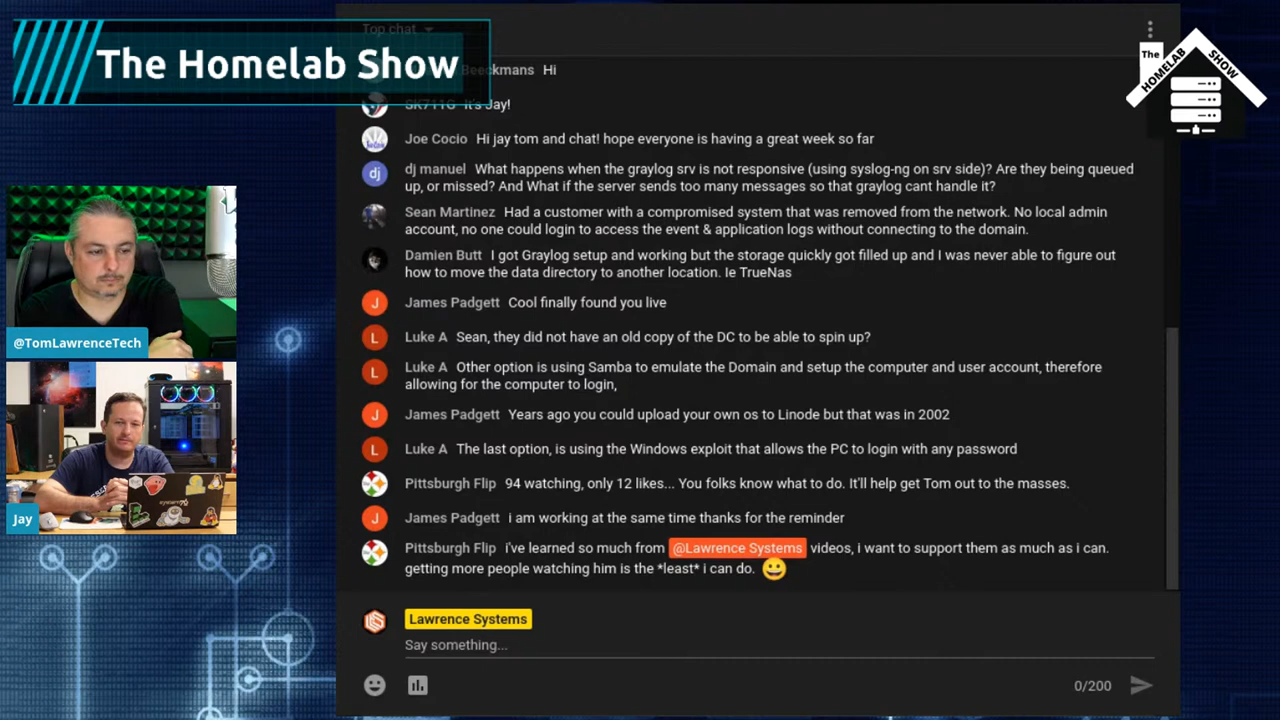 The Homelab Show
Top chat
The
HOMELAB
SHOW
Beeckmans Hi
SK711G It's Jay!
Joe Cocio Hi jay tom and chat! hope everyone is having a great week so far
dj
dj manuel What happens when the graylog srv is not responsive (using syslog-ng on srv side)? Are they being queued
up, or missed? And What if the server sends too many messages so that graylog cant handle it?
Sean Martinez Had a customer with a compromised system that was removed from the network. No local admin
account, no one could login to access the event & application logs without connecting to the domain.
Damien Butt I got Graylog setup and working but the storage quickly got filled up and I was never able to figure out
how to move the data directory to another location. Ie TrueNas
J
James Padgett Cool finally found you live
L
Luke A Sean, they did not have an old copy of the DC to be able to spin up?
L
Luke A Other option is using Samba to emulate the Domain and setup the computer and user account, therefore
allowing for the computer to login,
J
James Padgett Years ago you could upload your own os to Linode but that was in 2002
L
Luke A The last option, is using the Windows exploit that allows the PC to login with any password
Pittsburgh Flip 94 watching, only 12 likes... You folks know what to do. It'll help get Tom out to the masses.
J
James Padgett i am working at the same time thanks for the reminder
Pittsburgh Flip i've learned so much from @Lawrence Systems videos, i want to support them as much as i can.
getting more people watching him is the *least* i can do.
Lawrence Systems
Say something...
0/200
@TomLawrenceTech
Jay